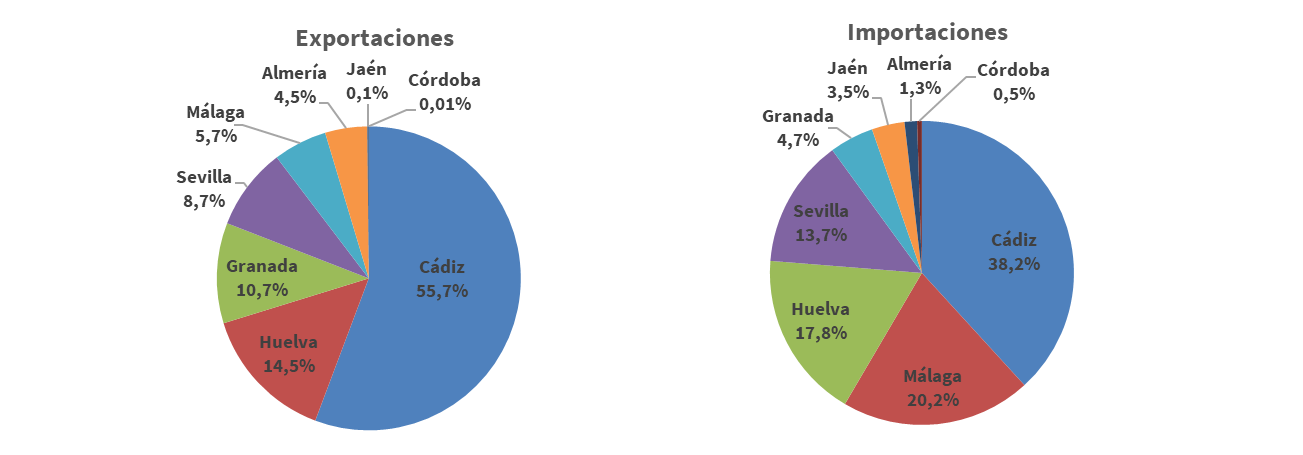 Exportaciones
Jaén
0,1%
Almería
4,5%
Córdoba
0,01%
Málaga
5,7%
Sevilla
8,7%
Granada
10,7%
Cádiz
55,7%
Huelva
14,5%
Importaciones
Almería
1,3%
Jaén
3,5%
Córdoba
0,5%
Granada
4,7%
Sevilla
13,7%
Cádiz
38,2%
Huelva
17,8%
Málaga
20,2%